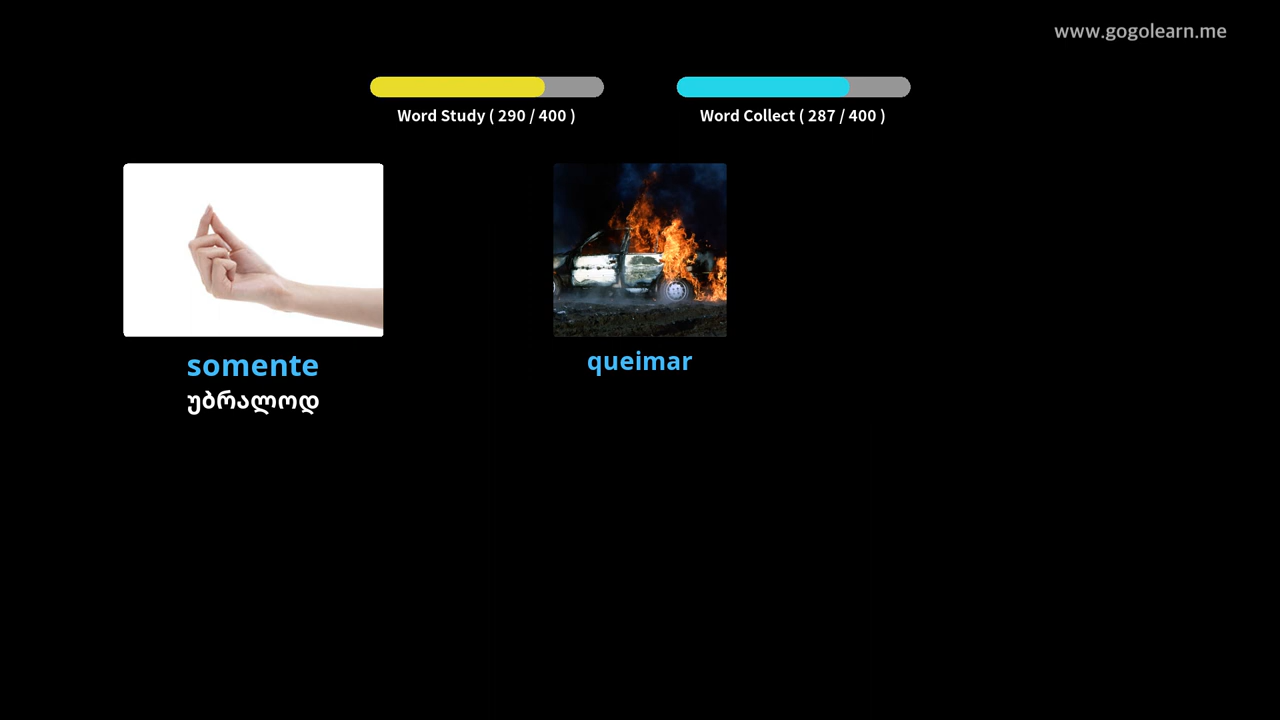 www.gogolearn.me
Word Study ( 290 / 400 )
Word Collect ( 287 / 400 )
somente
უბრალოდ
queimar